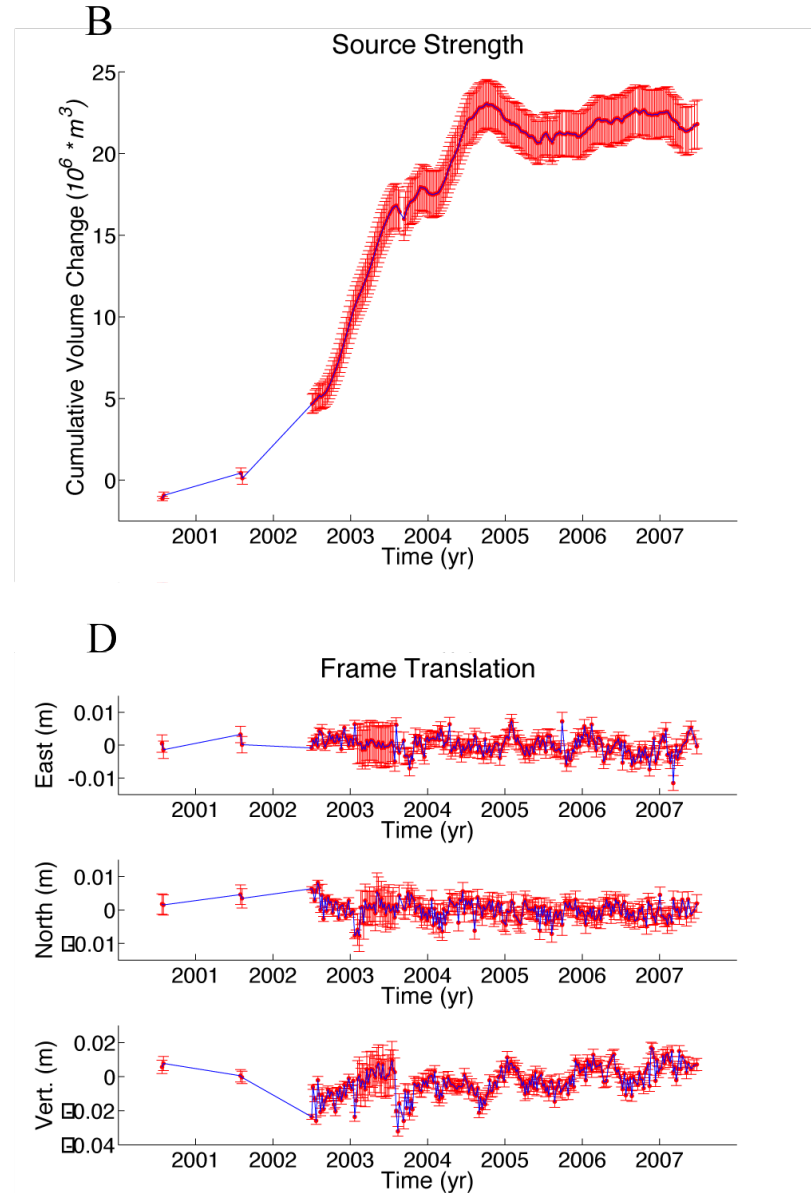 B
Source Strength
Cumulative Volume Change (10^6 * m^3)
25
20
15
10
5
0
2001 2002 2003 2004 2005 2006 2007
Time (yr)
D
Frame Translation
East (m)
0.01
0
-0.01
2001 2002 2003 2004 2005 2006 2007
Time (yr)
North (m)
0.01
0
-0.01
2001 2002 2003 2004 2005 2006 2007
Time (yr)
Vert. (m)
0.02
0
-0.02
-0.04
2001 2002 2003 2004 2005 2006 2007
Time (yr)